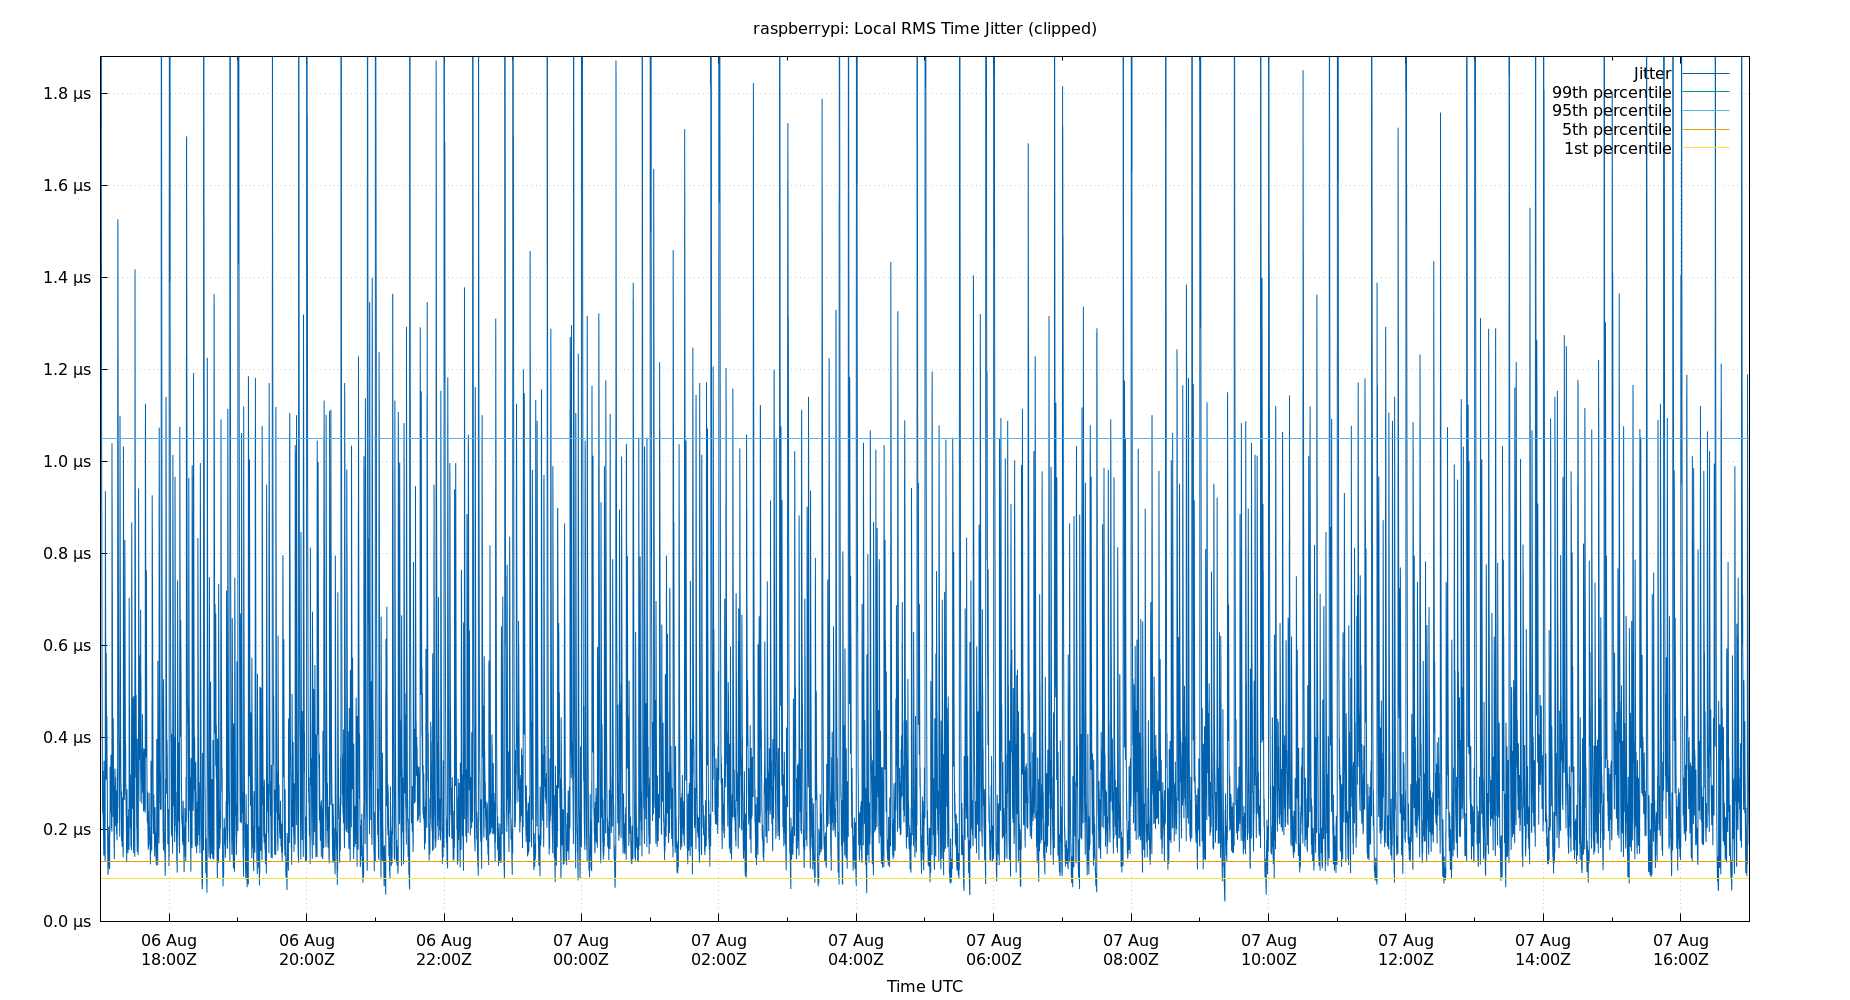 raspberrypi: Local RMS Time Jitter (clipped)
Jitter
99th percentile
95th percentile
5th percentile
1st percentile
1.8 µs
1.6 µs
1.4 µs
1.2 µs
1.0 µs
0.8 µs
0.6 µs
0.4 µs
0.2 µs
0.0 µs
06 Aug 06 Aug 06 Aug 07 Aug 07 Aug 07 Aug 07 Aug 07 Aug 07 Aug 07 Aug 07 Aug 07 Aug
18:00Z 20:00Z 22:00Z 00:00Z 02:00Z 04:00Z 06:00Z 08:00Z 10:00Z 12:00Z 14:00Z 16:00Z
Time UTC